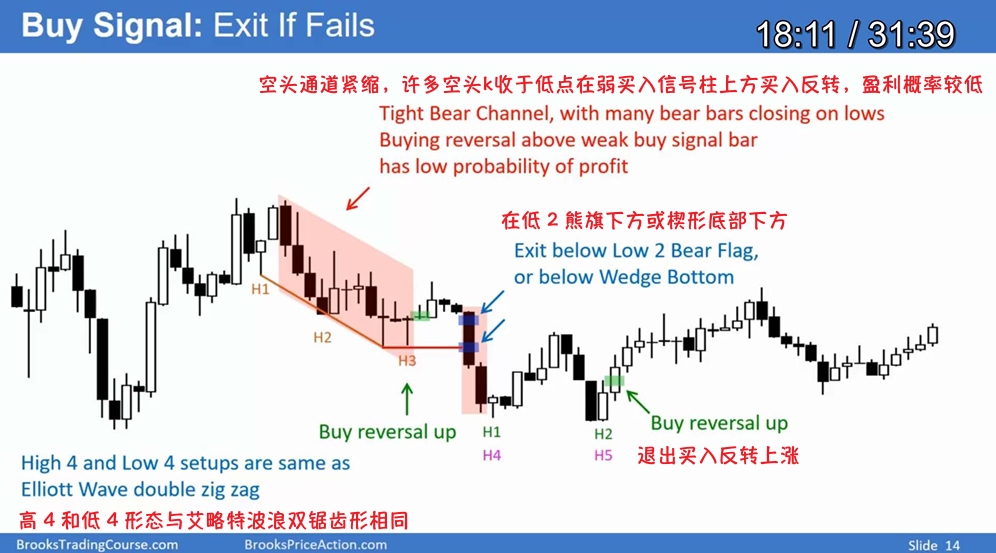 Buy Signal: Exit If Fails
18:11 / 31:39
空头通道紧缩，许多空头k收于低点在弱买入信号柱上方买入反转，盈利概率较低
Tight Bear Channel, with many bear bars closing on lows
Buying reversal above weak buy signal bar
has low probability of profit
在低2熊旗下方或楔形底部下方
Exit below Low 2 Bear Flag,
or below Wedge Bottom
H1
H2
H3
Buy reversal up
H1
H4
H2
H5
Buy reversal up
退出买入反转上涨
High 4 and Low 4 setups are same as
Elliott Wave double zig zag
高4和低4形态与艾略特波浪双锯齿形相同
BrooksTradingCourse.com
BrooksPriceAction.com
Slide 14